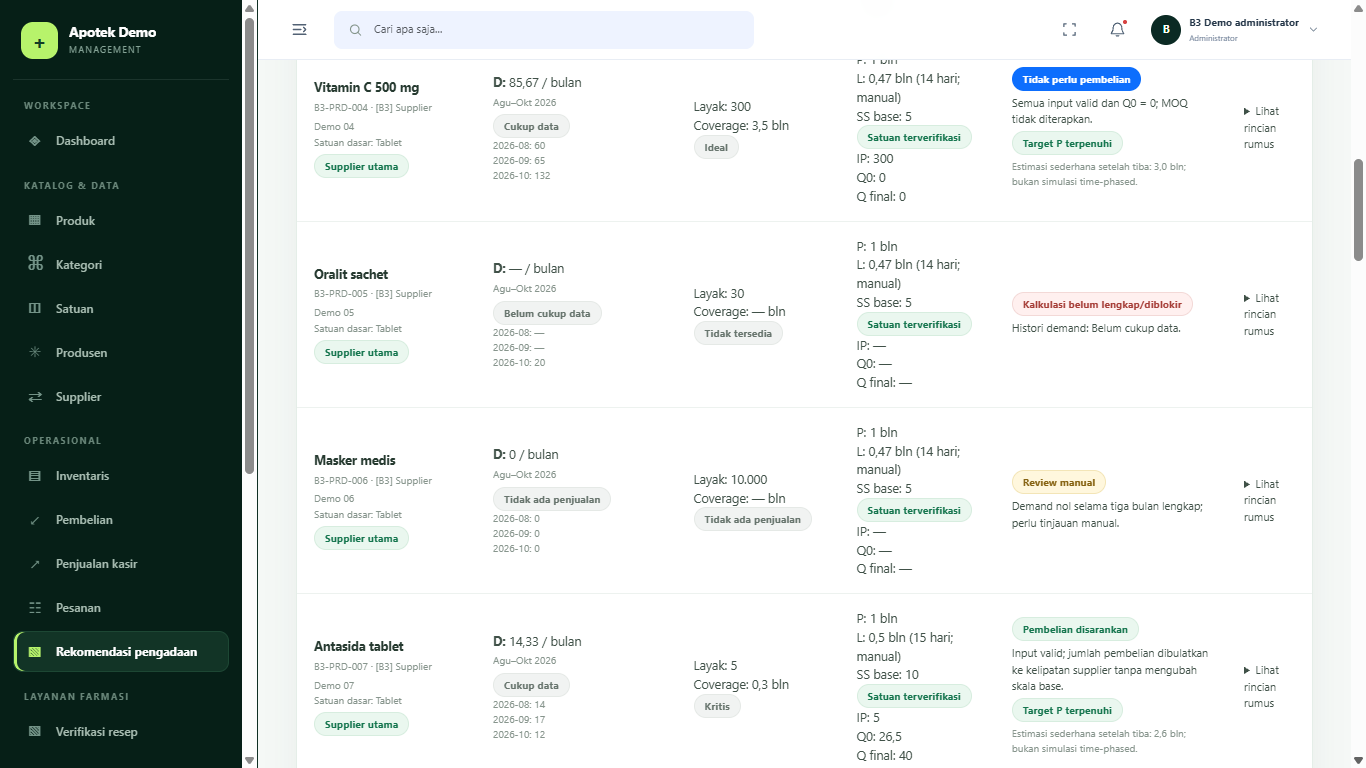 Apotek Demo
MANAGEMENT
WORKSPACE
Dashboard
KATALOG & DATA
Produk
Kategori
Satuan
Produsen
Supplier
OPERASIONAL
Inventaris
Pembelian
Penjualan kasir
Pesanan
Rekomendasi pengadaan
LAYANAN FARMASI
Verifikasi resep
Cari apa saja...
B
B3 Demo administrator
Administrator
Vitamin C 500 mg
B3-PRD-004 · [B3] Supplier
Demo 04
Satuan dasar: Tablet
Supplier utama
D: 85,67 / bulan
Agu–Okt 2026
Cukup data
2026-08: 60
2026-09: 65
2026-10: 132
Layak: 300
Coverage: 3,5 bln
Ideal
P: 1 bln
L: 0,47 bln (14 hari;
manual)
SS base: 5
Satuan terverifikasi
IP: 300
Q0: 0
Q final: 0
Tidak perlu pembelian
Semua input valid dan Q0 = 0; MOQ
tidak diterapkan.
Target P terpenuhi
Estimasi sederhana setelah tiba: 3,0 bln;
bukan simulasi time-phased.
▶ Lihat
rincian
rumus
Oralit sachet
B3-PRD-005 · [B3] Supplier
Demo 05
Satuan dasar: Tablet
Supplier utama
D: — / bulan
Agu–Okt 2026
Belum cukup data
2026-08: —
2026-09: —
2026-10: 20
Layak: 30
Coverage: — bln
Tidak tersedia
P: 1 bln
L: 0,47 bln (14 hari;
manual)
SS base: 5
Satuan terverifikasi
IP: —
Q0: —
Q final: —
Kalkulasi belum lengkap/diblokir
Histori demand: Belum cukup data.
▶ Lihat
rincian
rumus
Masker medis
B3-PRD-006 · [B3] Supplier
Demo 06
Satuan dasar: Tablet
Supplier utama
D: 0 / bulan
Agu–Okt 2026
Tidak ada penjualan
2026-08: 0
2026-09: 0
2026-10: 0
Layak: 10.000
Coverage: — bln
Tidak ada penjualan
P: 1 bln
L: 0,47 bln (14 hari;
manual)
SS base: 5
Satuan terverifikasi
IP: —
Q0: —
Q final: —
Review manual
Demand nol selama tiga bulan lengkap;
perlu tinjauan manual.
▶ Lihat
rincian
rumus
Antasida tablet
B3-PRD-007 · [B3] Supplier
Demo 07
Satuan dasar: Tablet
Supplier utama
D: 14,33 / bulan
Agu–Okt 2026
Cukup data
2026-08: 14
2026-09: 17
2026-10: 12
Layak: 5
Coverage: 0,3 bln
Kritis
P: 1 bln
L: 0,5 bln (15 hari;
manual)
SS base: 10
Satuan terverifikasi
IP: 5
Q0: 26,5
Q final: 40
Pembelian disarankan
Input valid; jumlah pembelian dibulatkan
ke kelipatan supplier tanpa mengubah
skala base.
Target P terpenuhi
Estimasi sederhana setelah tiba: 2,6 bln;
bukan simulasi time-phased.
▶ Lihat
rincian
rumus